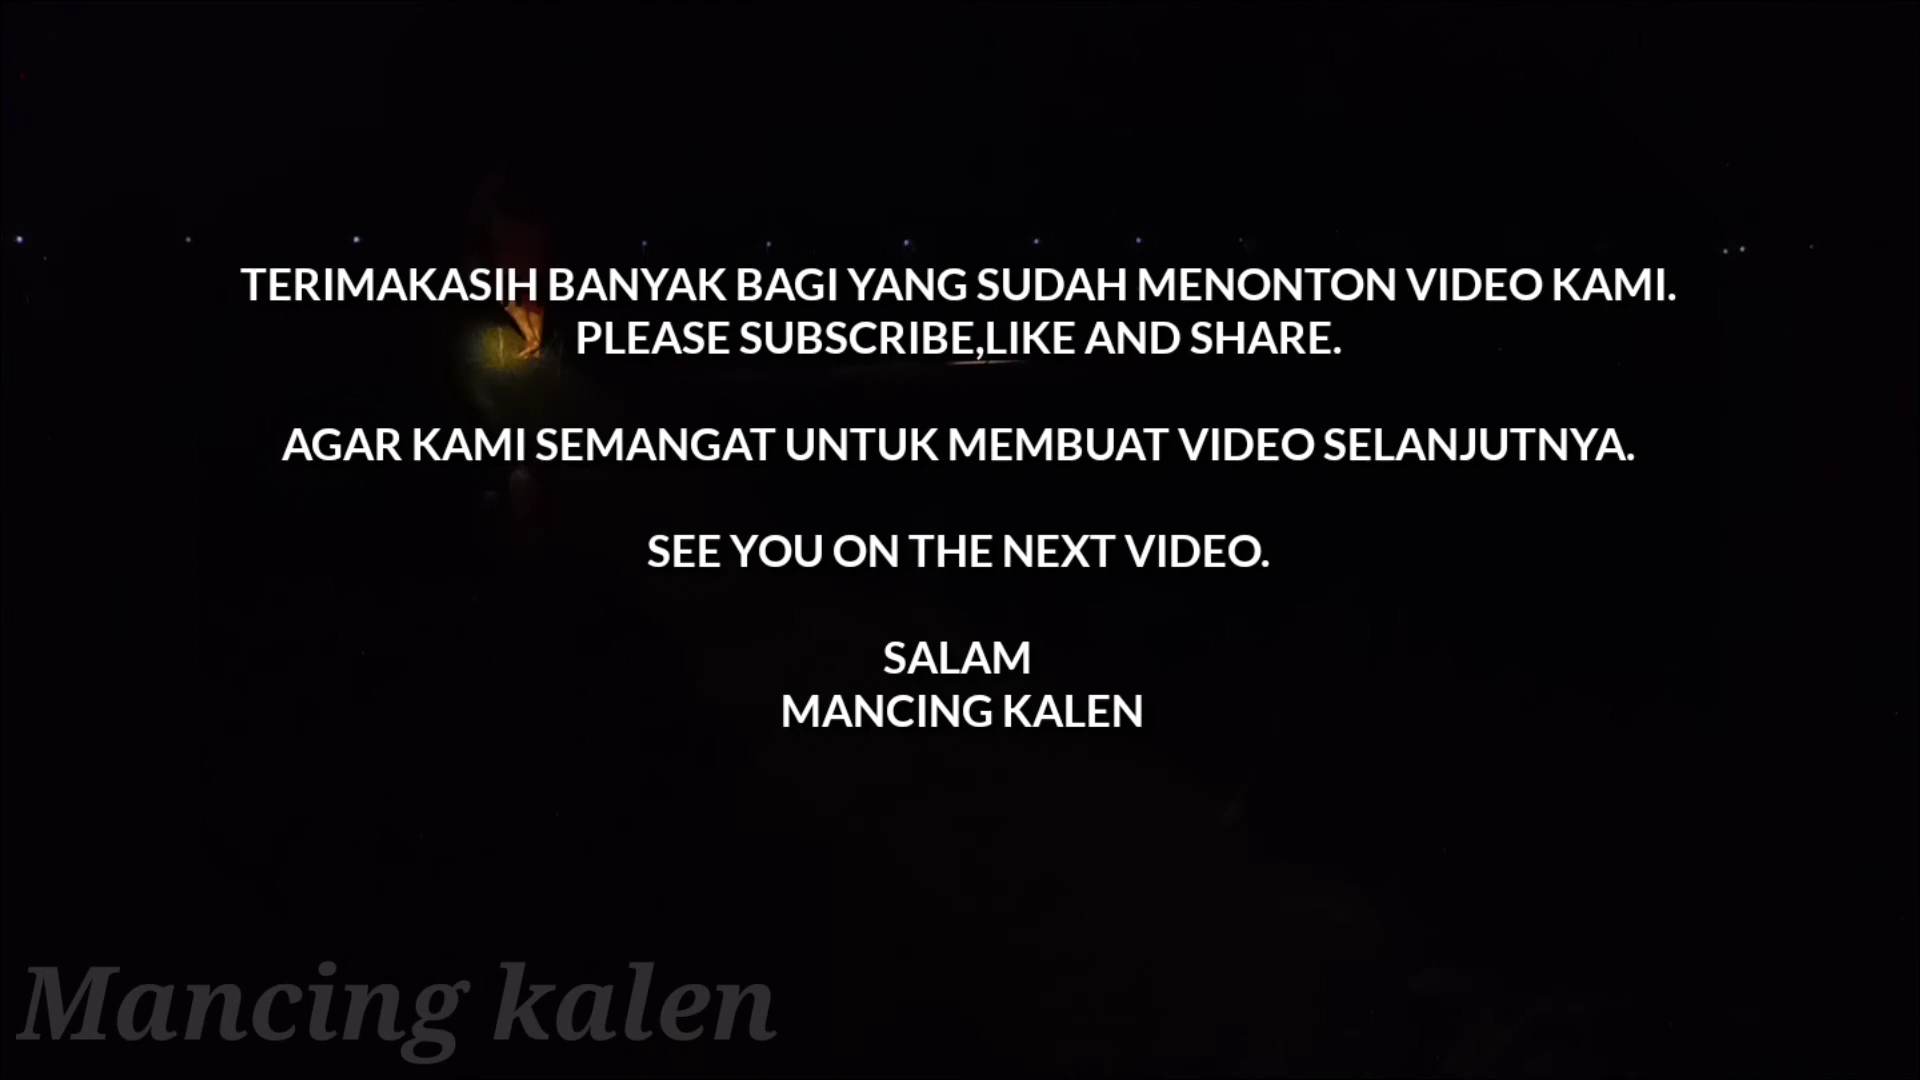 TERIMAKASIH BANYAK BAGI YANG SUDAH MENONTON VIDEO KAMI.
PLEASE SUBSCRIBE,LIKE AND SHARE.
AGAR KAMI SEMANGAT UNTUK MEMBUAT VIDEO SELANJUTNYA.
SEE YOU ON THE NEXT VIDEO.
SALAM
MANCING KALEN
Mancing kalen